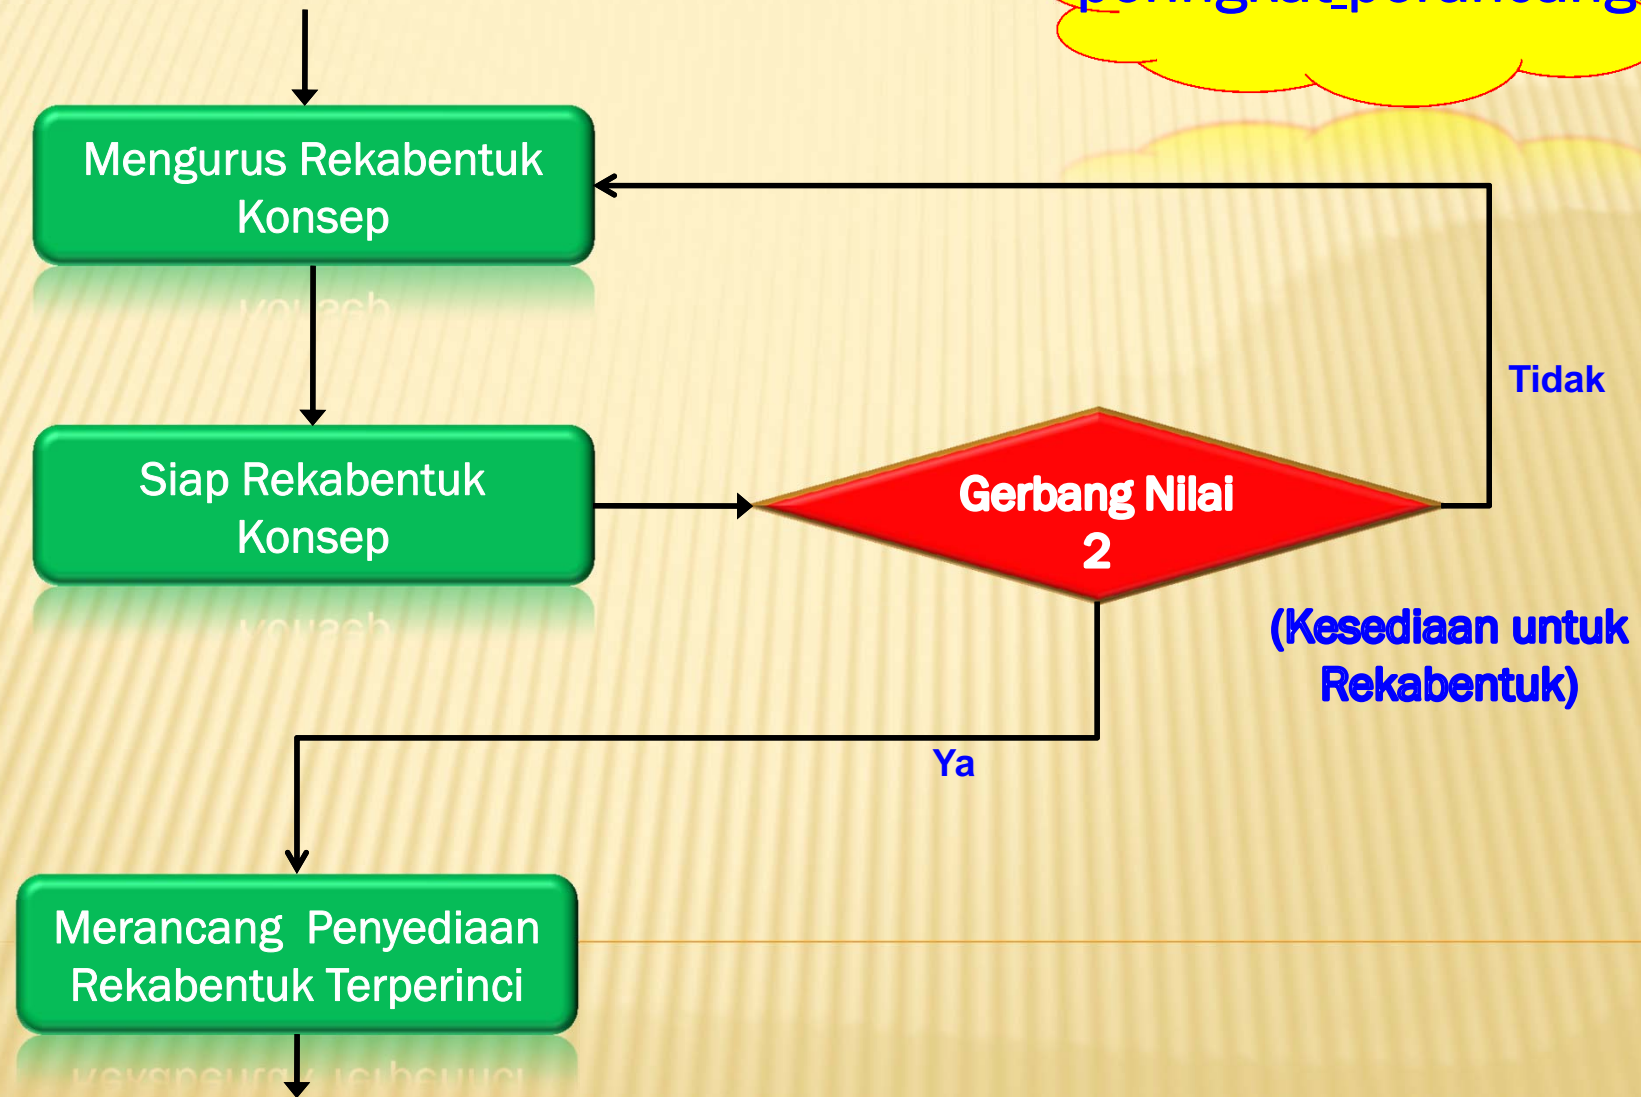 Mengurus Rekabentuk
Konsep
Tidak
Siap Rekabentuk
Konsep
Gerbang Nilai
2
(Kesediaan untuk
Rekabentuk)
Ya
Merancang Penyediaan
Rekabentuk Terperinci